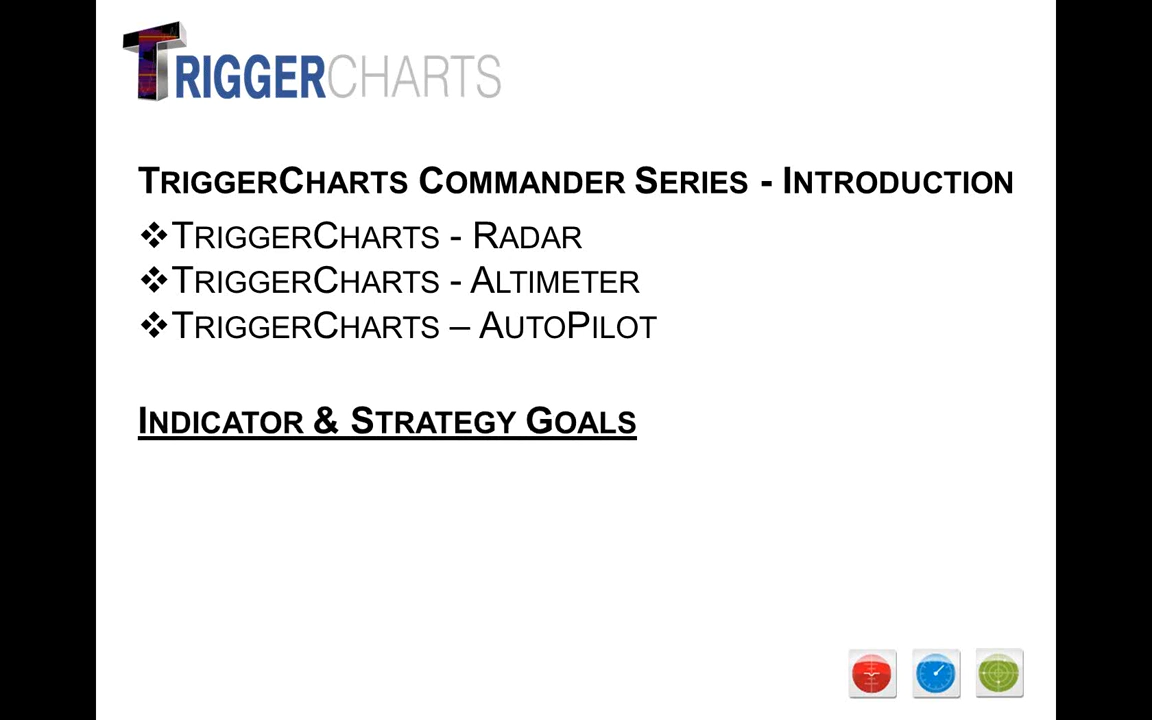 TRIGGERCHARTS
TRIGGERCHARTS COMMANDER SERIES - INTRODUCTION
❖TRIGGERCHARTS - RADAR
❖TRIGGERCHARTS - ALTIMETER
❖TRIGGERCHARTS – AUTOPILOT
INDICATOR & STRATEGY GOALS